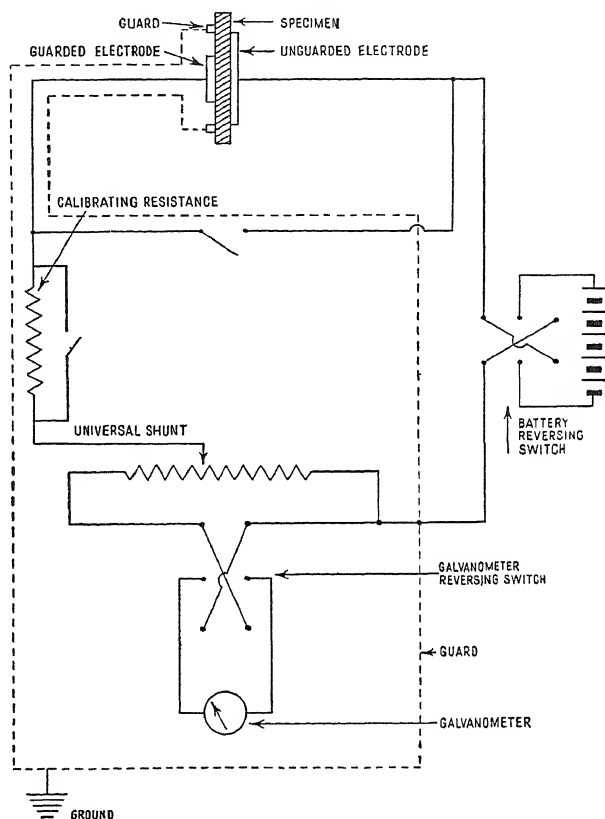 GUARD
SPECIMEN
GUARDED ELECTRODE
UNGUARDED ELECTRODE
CALIBRATING RESISTANCE
UNIVERSAL SHUNT
BATTERY
REVERSING
SWITCH
GALVANOMETER
REVERSING SWITCH
GUARD
GALVANOMETER
GROUND